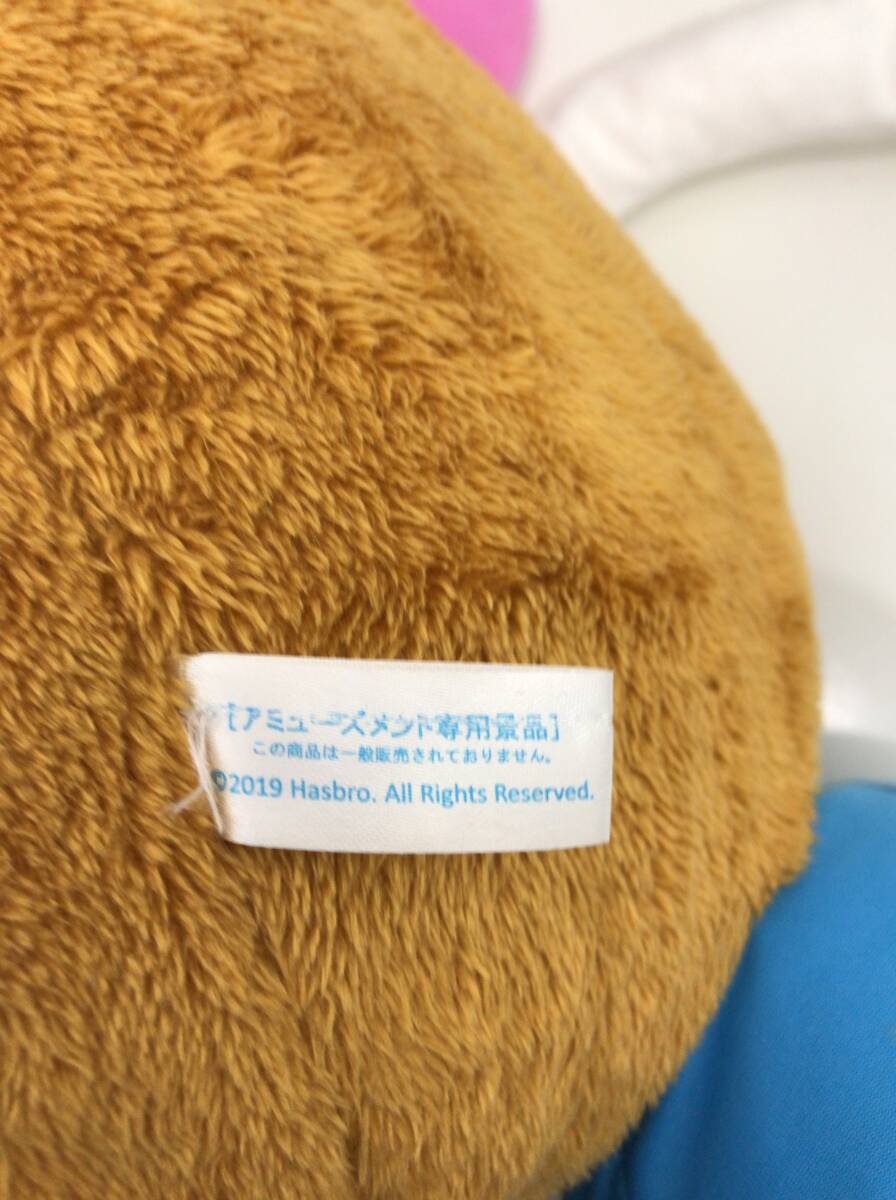 [アミューズメント専用景品]
この商品は一般販売されておりません。
©2019 Hasbro. All Rights Reserved.